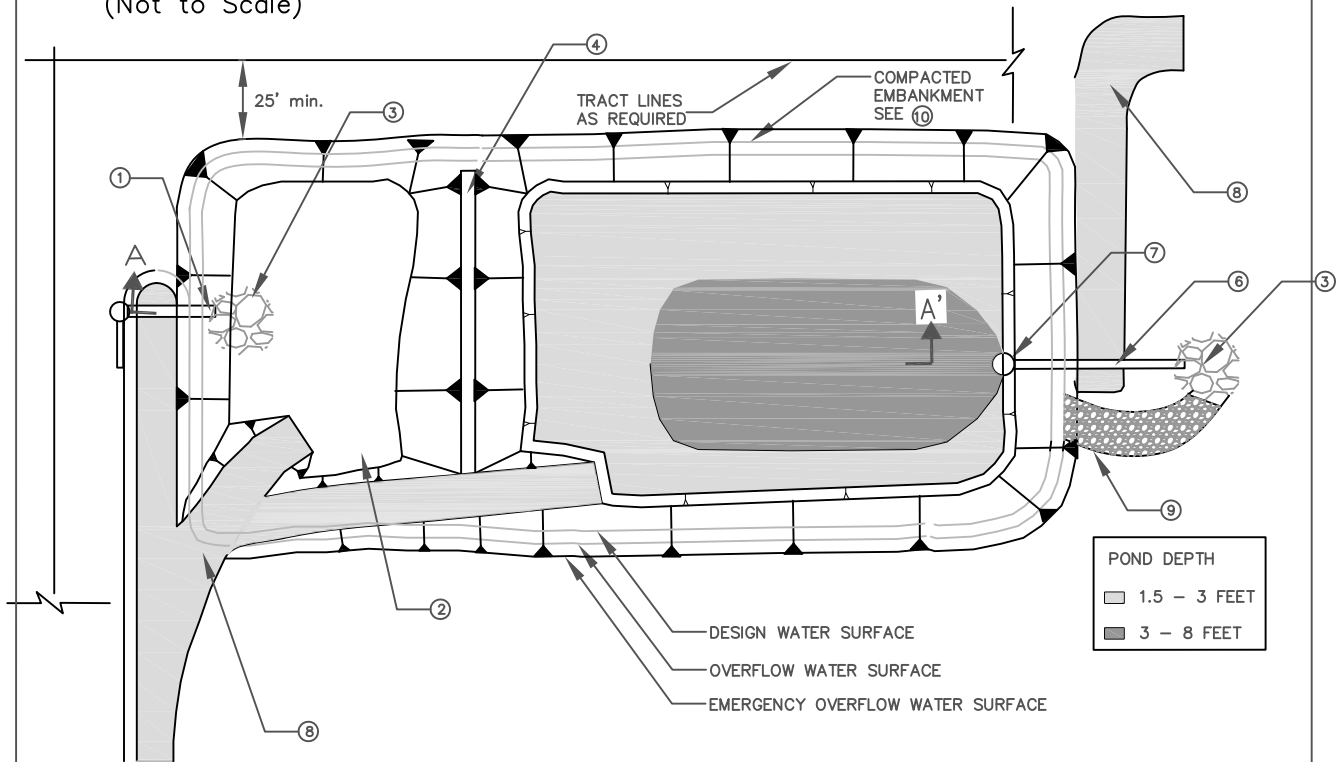 (Not to Scale)
4
25' min.
3
TRACT LINES
AS REQUIRED
COMPACTED
EMBANKMENT
SEE 10
8
1
A
7
6
3
A'
9
POND DEPTH
1.5 - 3 FEET
3 - 8 FEET
2
DESIGN WATER SURFACE
OVERFLOW WATER SURFACE
EMERGENCY OVERFLOW WATER SURFACE
8